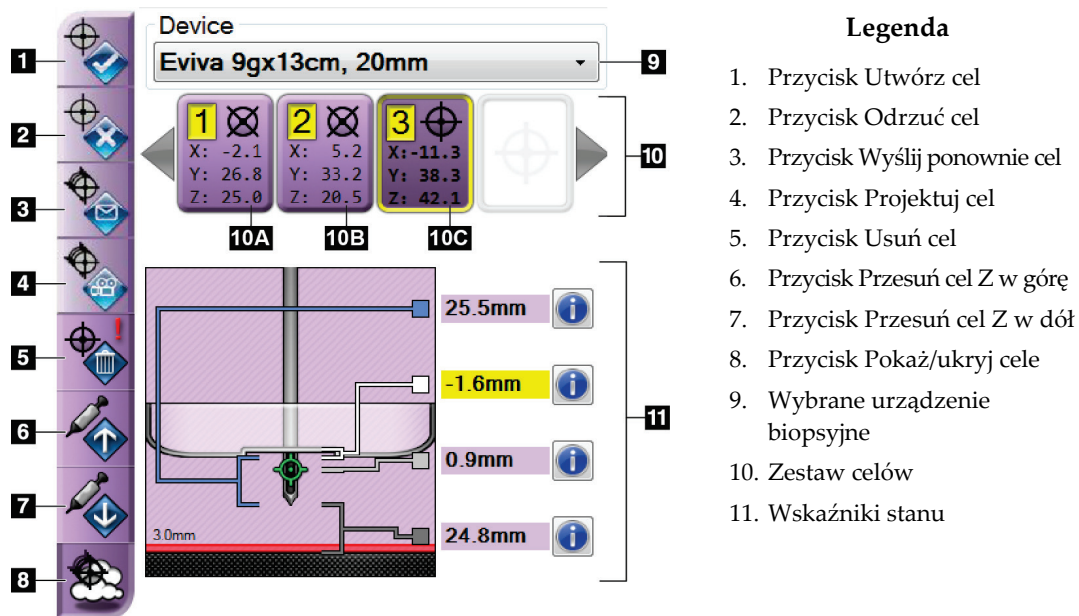 Device
Eviva 9gx13cm, 20mm
1
2
3
4
5
6
7
8
9
10
11
1
X: -2.1
Y: 26.8
Z: 25.0
2
X: 5.2
Y: 33.2
Z: 20.5
3
X:-11.3
Y: 38.3
Z: 42.1
10A
10B
10C
25.5mm
-1.6mm
0.9mm
24.8mm
3.0mm
Legenda
1. Przycisk Utwórz cel
2. Przycisk Odrzuć cel
3. Przycisk Wyślij ponownie cel
4. Przycisk Projektuj cel
5. Przycisk Usuń cel
6. Przycisk Przesuń cel Z w górę
7. Przycisk Przesuń cel Z w dół
8. Przycisk Pokaż/ukryj cele
9. Wybrane urządzenie
biopsyjne
10. Zestaw celów
11. Wskaźniki stanu